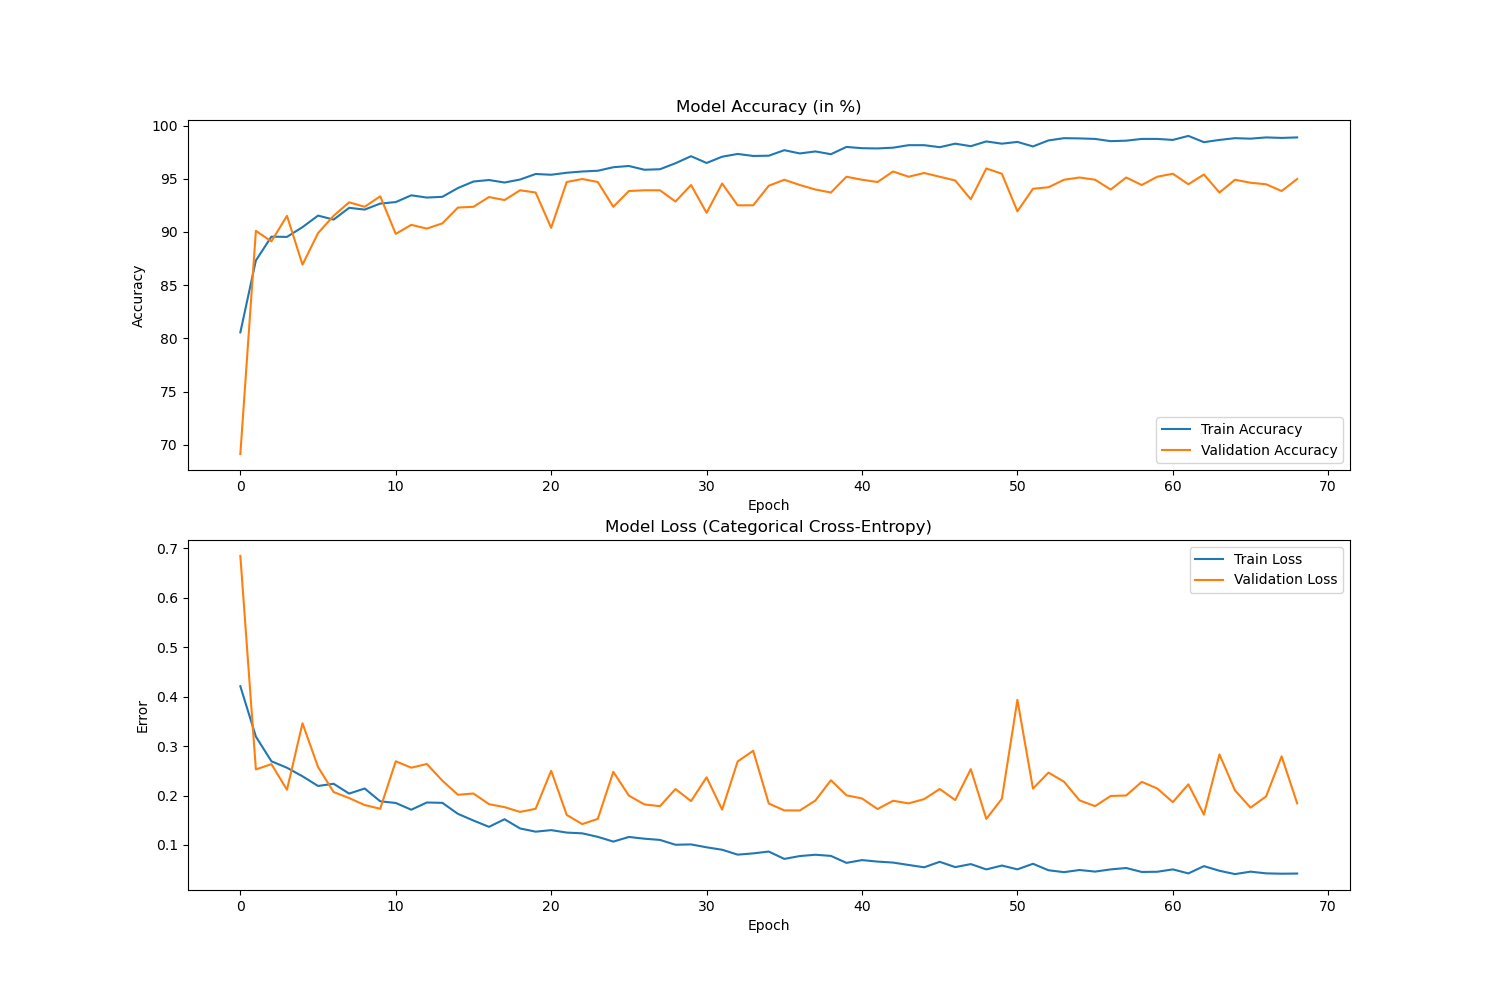 Model Accuracy (in %)
100
95
90
85
80
75
70
Accuracy
Train Accuracy
Validation Accuracy
0 10 20 30 40 50 60 70
Epoch
Model Loss (Categorical Cross-Entropy)
0.7
0.6
0.5
0.4
0.3
0.2
0.1
Error
Train Loss
Validation Loss
0 10 20 30 40 50 60 70
Epoch